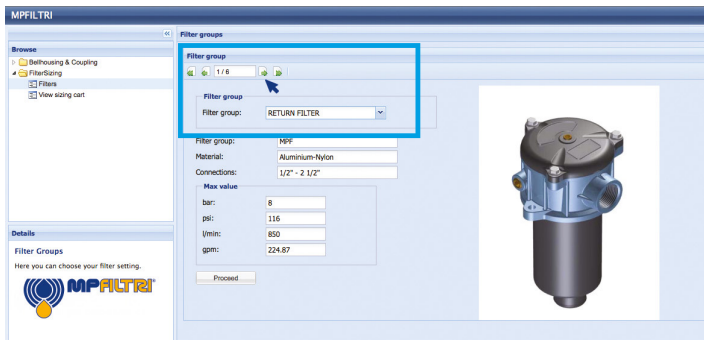 MPFILTRI
Browse
Bellhousing & Coupling
FilterSizing
Filters
View sizing cart
Details
Filter Groups
Here you can choose your filter setting.
MPFILTRI®
Filter groups
Filter group
1 / 6
Filter group
Filter group: RETURN FILTER
Filter group: MPF
Material: Aluminium-Nylon
Connections: 1/2" - 2 1/2"
Max value
bar: 8
psi: 116
l/min: 850
gpm: 224.87
Proceed